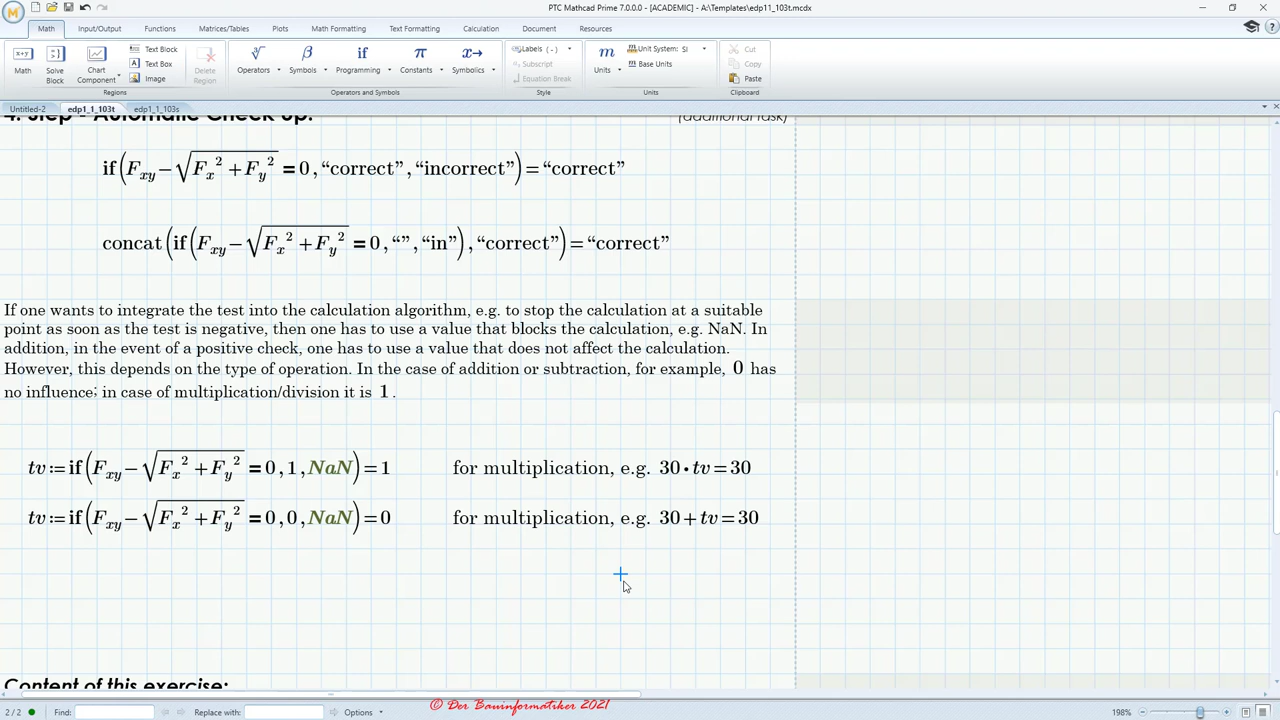 PTC Mathcad Prime 7.0.0.0 - [ACADEMIC] - A:\Templates\edp11_103t.mcdx
Math Input/Output Functions Matrices/Tables Plots Math Formatting Text Formatting Calculation Document Resources
Math
Solve Block
Chart Component
Text Block
Text Box
Image
Delete Region
Operators
Symbols
if Programming
π Constants
Symbolics
Labels (–)
Subscript
Equation Break
m Units
Unit System: SI
Base Units
Cut
Copy
Paste
Regions Operators and Symbols Style Units Clipboard
Untitled-2 edp1_1_103t edp1_1_103s
4. Step - Automatic Check Up: (additional task)
if(F_xy − √(F_x² + F_y²) = 0, “correct”, “incorrect”) = “correct”
concat(if(F_xy − √(F_x² + F_y²) = 0, “”, “in”), “correct”) = “correct”
If one wants to integrate the test into the calculation algorithm, e.g. to stop the calculation at a suitable
point as soon as the test is negative, then one has to use a value that blocks the calculation, e.g. NaN. In
addition, in the event of a positive check, one has to use a value that does not affect the calculation.
However, this depends on the type of operation. In the case of addition or subtraction, for example, 0 has
no influence; in case of multiplication/division it is 1.
tv := if(F_xy − √(F_x² + F_y²) = 0, 1, NaN) = 1 for multiplication, e.g. 30 · tv = 30
tv := if(F_xy − √(F_x² + F_y²) = 0, 0, NaN) = 0 for multiplication, e.g. 30 + tv = 30
Content of this exercise:
© Der Bauinformatiker 2021
2 / 2 Find: Replace with: Options 198%